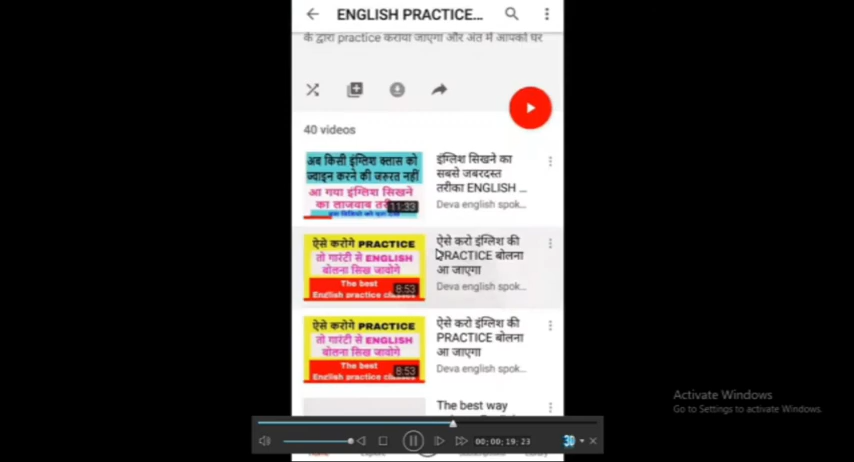 ENGLISH PRACTICE...
के द्वारा practice कराया जाएगा और अंत में आपको घर
40 videos
अब किसी इंग्लिश क्लास को
ज्वाइन करने की जरुरत नहीं
आ गया इंग्लिश सिखने
का लाजवाब
11:33
इंग्लिश सिखने का
सबसे जबरदस्त
तरीका ENGLISH ...
Deva english spok...
ऐसे करोगे PRACTICE
तो गारंटी से ENGLISH
बोलना सिख जावोगे
The best
English practice
8:53
ऐसे करो इंग्लिश की
PRACTICE बोलना
आ जाएगा
Deva english spok...
ऐसे करोगे PRACTICE
तो गारंटी से ENGLISH
बोलना सिख जावोगे
The best
English practice
8:53
ऐसे करो इंग्लिश की
PRACTICE बोलना
आ जाएगा
Deva english spok...
The best way
Activate Windows
Go to Settings to activate Windows.
00:00:19:23
30